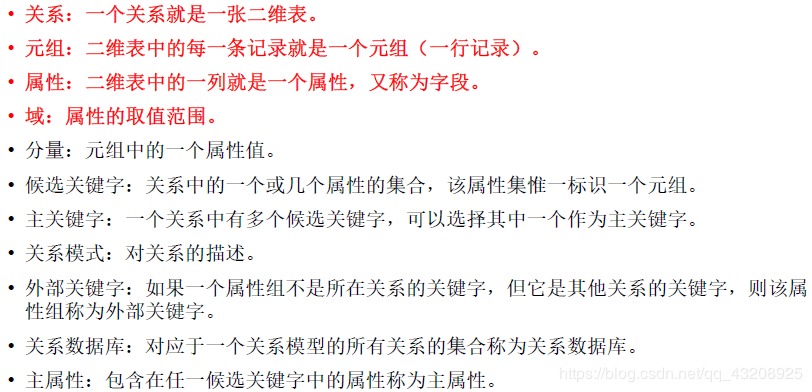 • 关系：一个关系就是一张二维表。
• 元组：二维表中的每一条记录就是一个元组（一行记录）。
• 属性：二维表中的一列就是一个属性，又称为字段。
• 域：属性的取值范围。
• 分量：元组中的一个属性值。
• 候选关键字：关系中的一个或几个属性的集合，该属性集惟一标识一个元组。
• 主关键字：一个关系中有多个候选关键字，可以选择其中一个作为主关键字。
• 关系模式：对关系的描述。
• 外部关键字：如果一个属性组不是所在关系的关键字，但它是其他关系的关键字，则该属
性组称为外部关键字。
• 关系数据库：对应于一个关系模型的所有关系的集合称为关系数据库。
• 主属性：包含在任一候选关键字中的属性称为主属性。
https://blog.csdn.net/qq_43208925